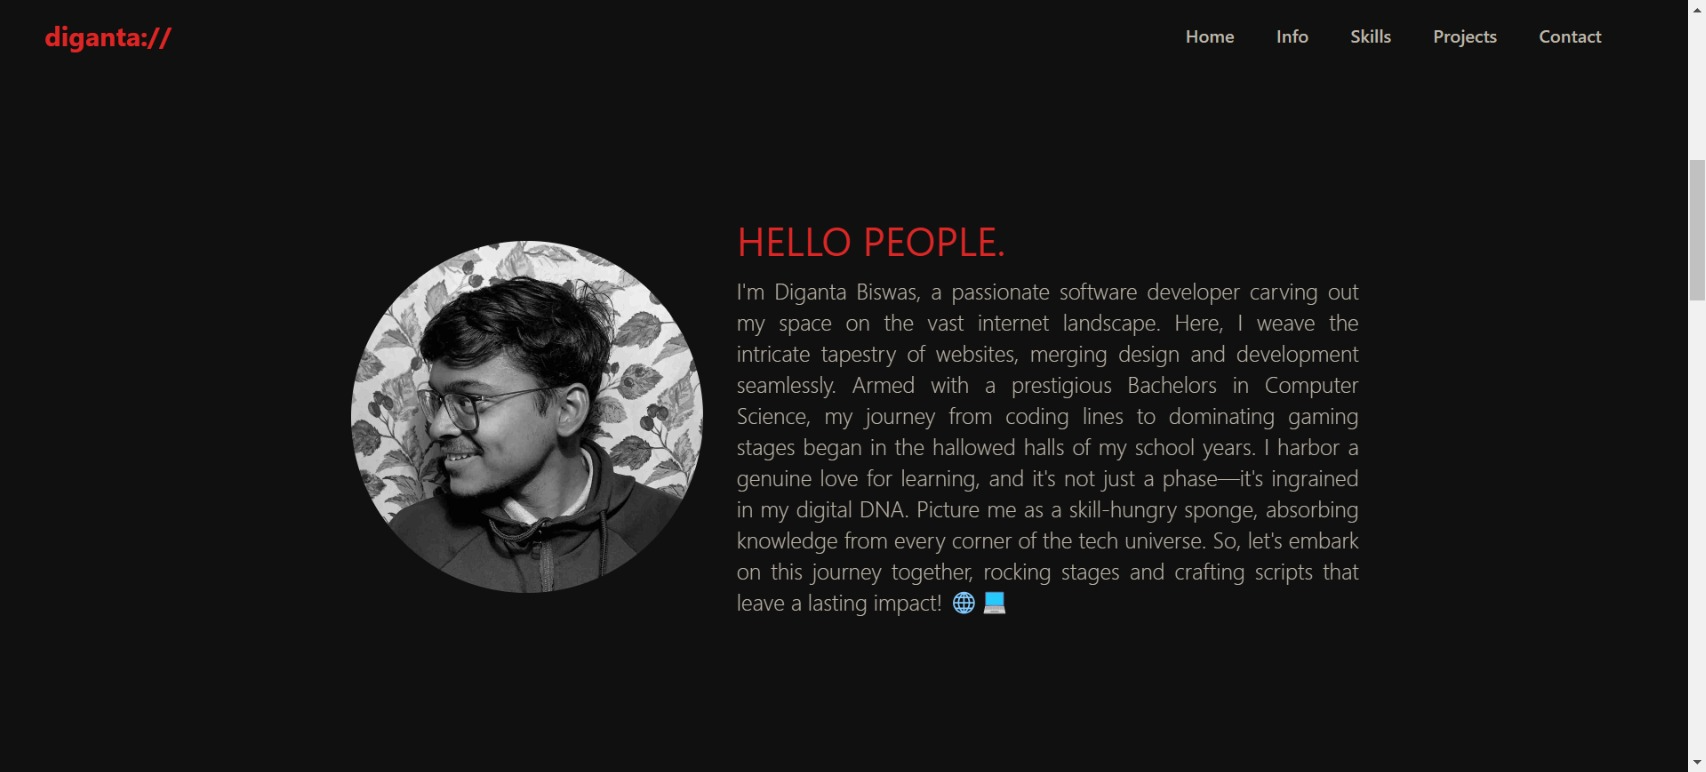 diganta://
Home Info Skills Projects Contact
HELLO PEOPLE.
I'm Diganta Biswas, a passionate software developer carving out
my space on the vast internet landscape. Here, I weave the
intricate tapestry of websites, merging design and development
seamlessly. Armed with a prestigious Bachelors in Computer
Science, my journey from coding lines to dominating gaming
stages began in the hallowed halls of my school years. I harbor a
genuine love for learning, and it's not just a phase—it's ingrained
in my digital DNA. Picture me as a skill-hungry sponge, absorbing
knowledge from every corner of the tech universe. So, let's embark
on this journey together, rocking stages and crafting scripts that
leave a lasting impact! 🌐 💻